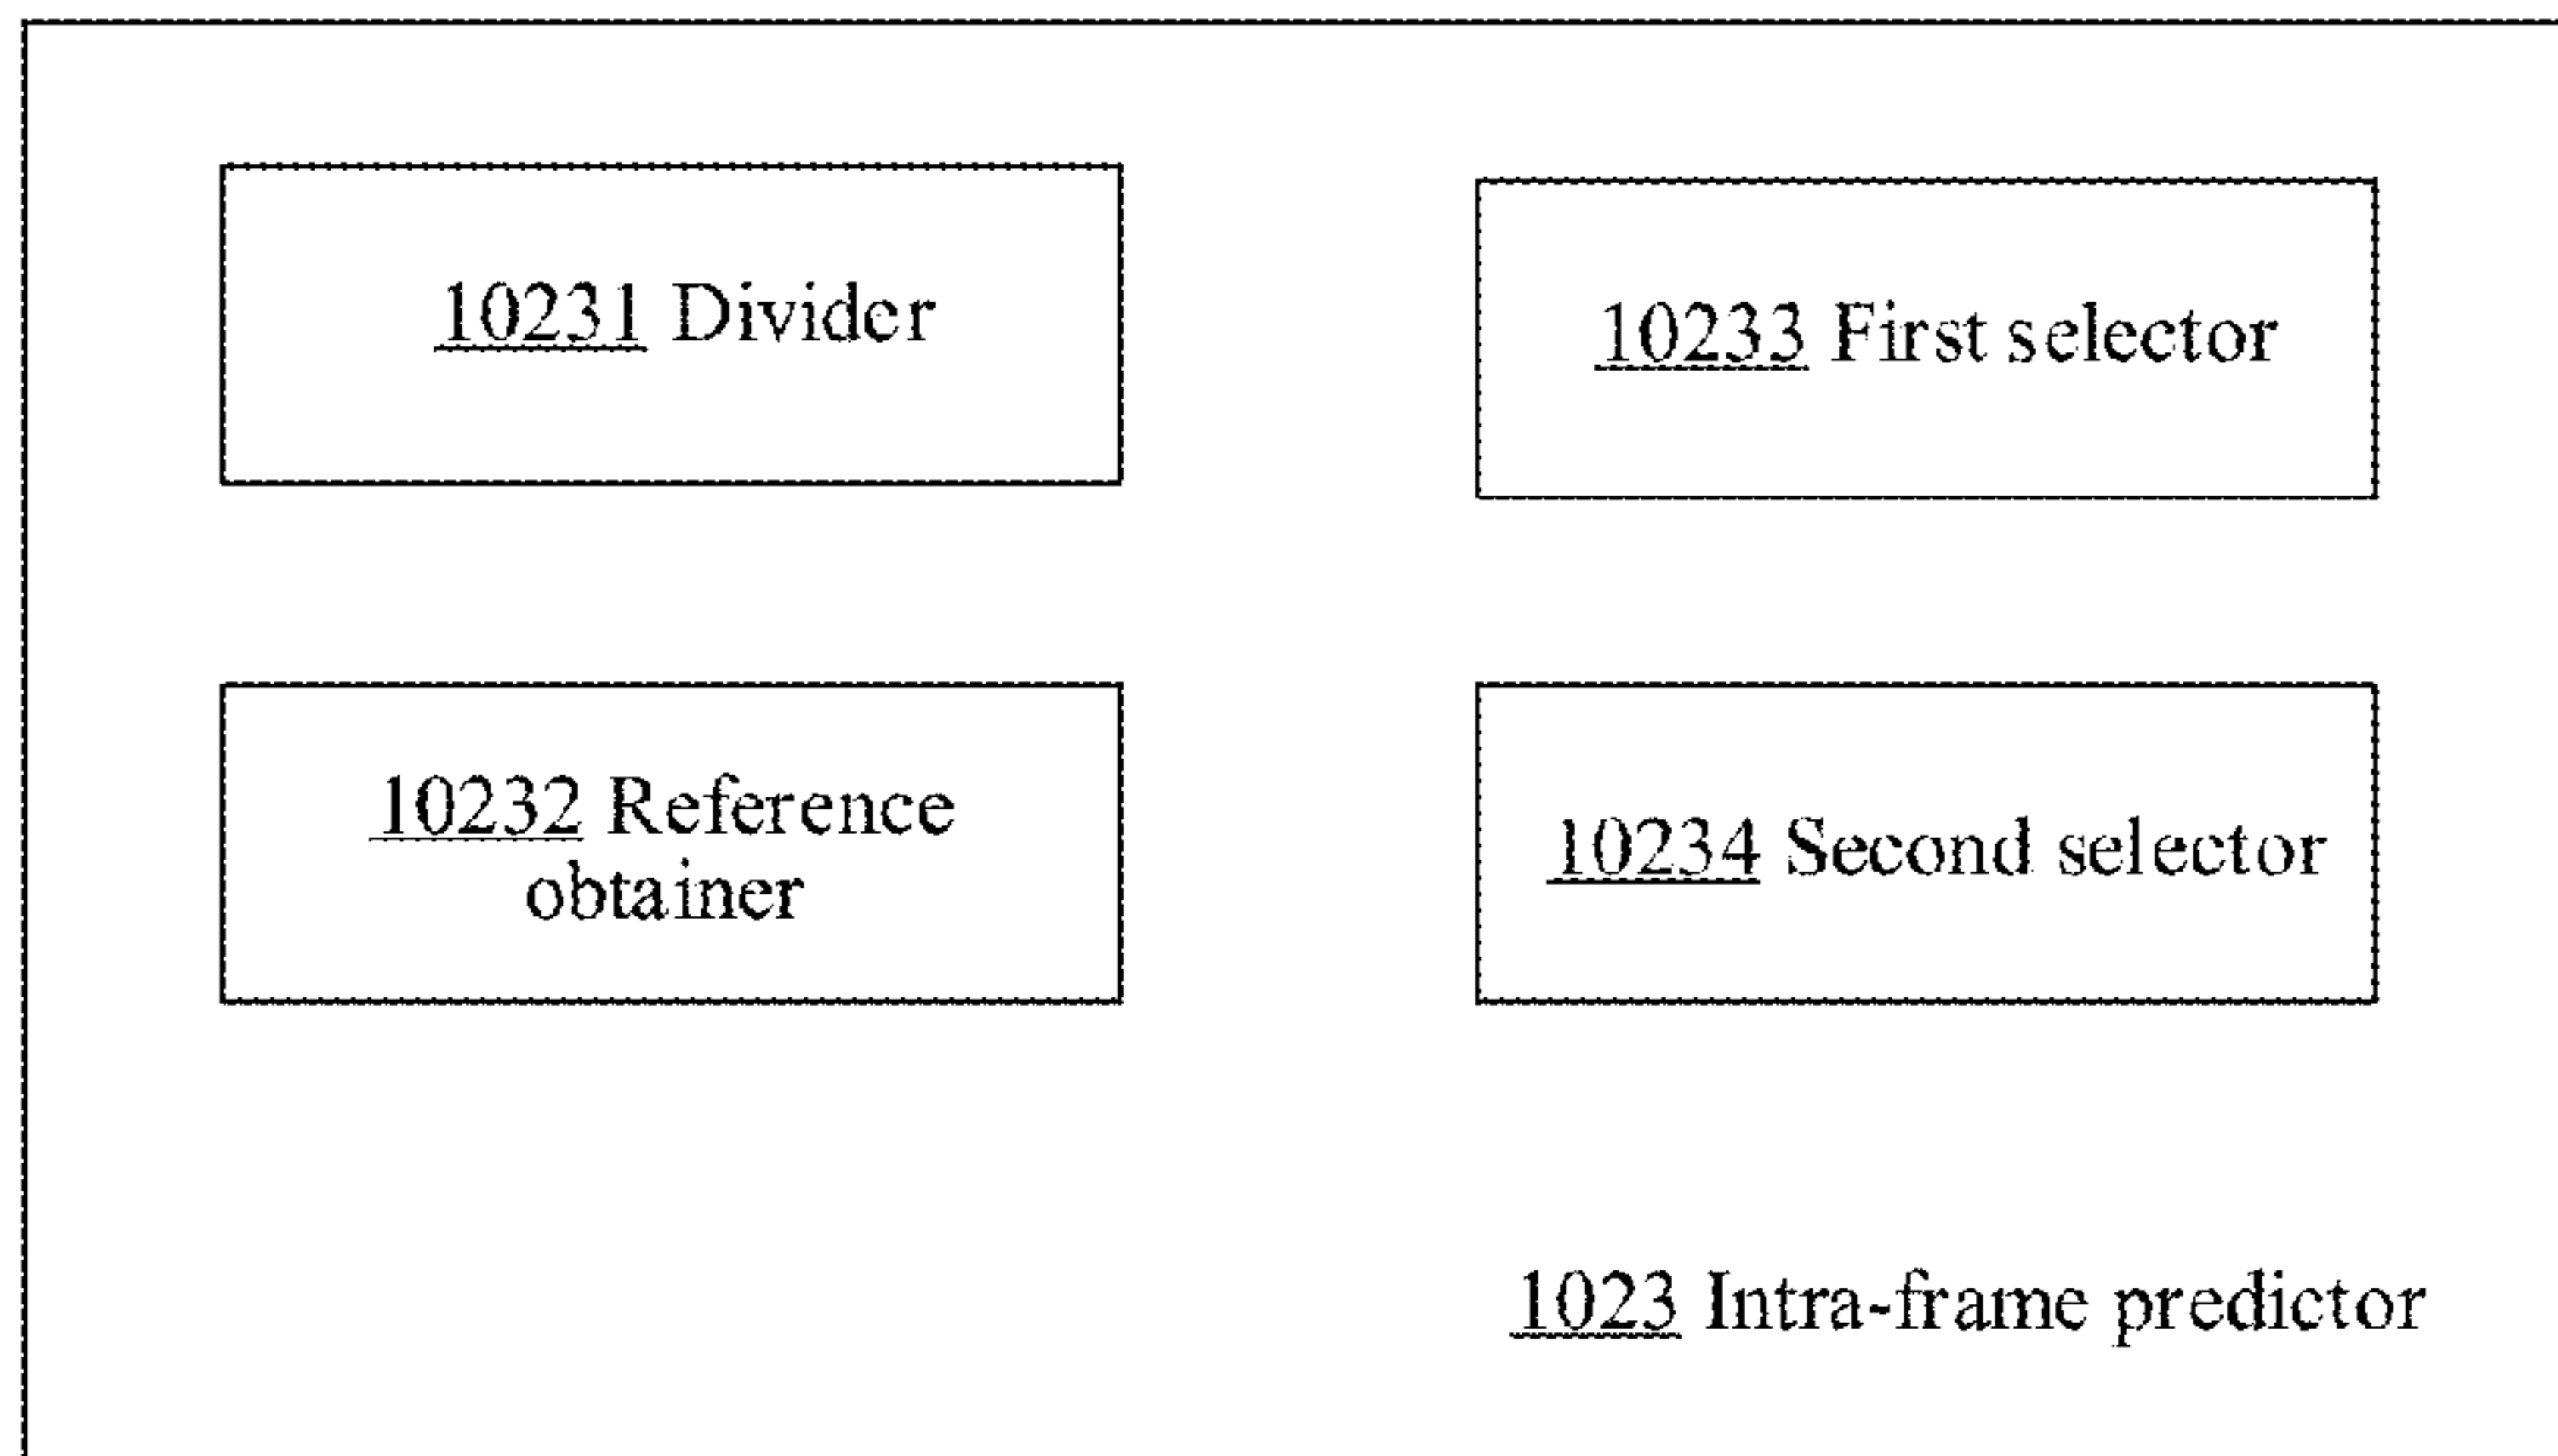 10231 Divider
10233 First selector
10232 Reference
obtainer
10234 Second selector
1023 Intra-frame predictor